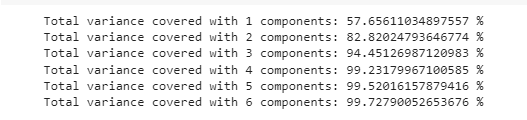 Total variance covered with 1 components: 57.65611034897557 %
Total variance covered with 2 components: 82.82024793646774 %
Total variance covered with 3 components: 94.45126987120983 %
Total variance covered with 4 components: 99.23179967100585 %
Total variance covered with 5 components: 99.52016157879416 %
Total variance covered with 6 components: 99.72790052653676 %